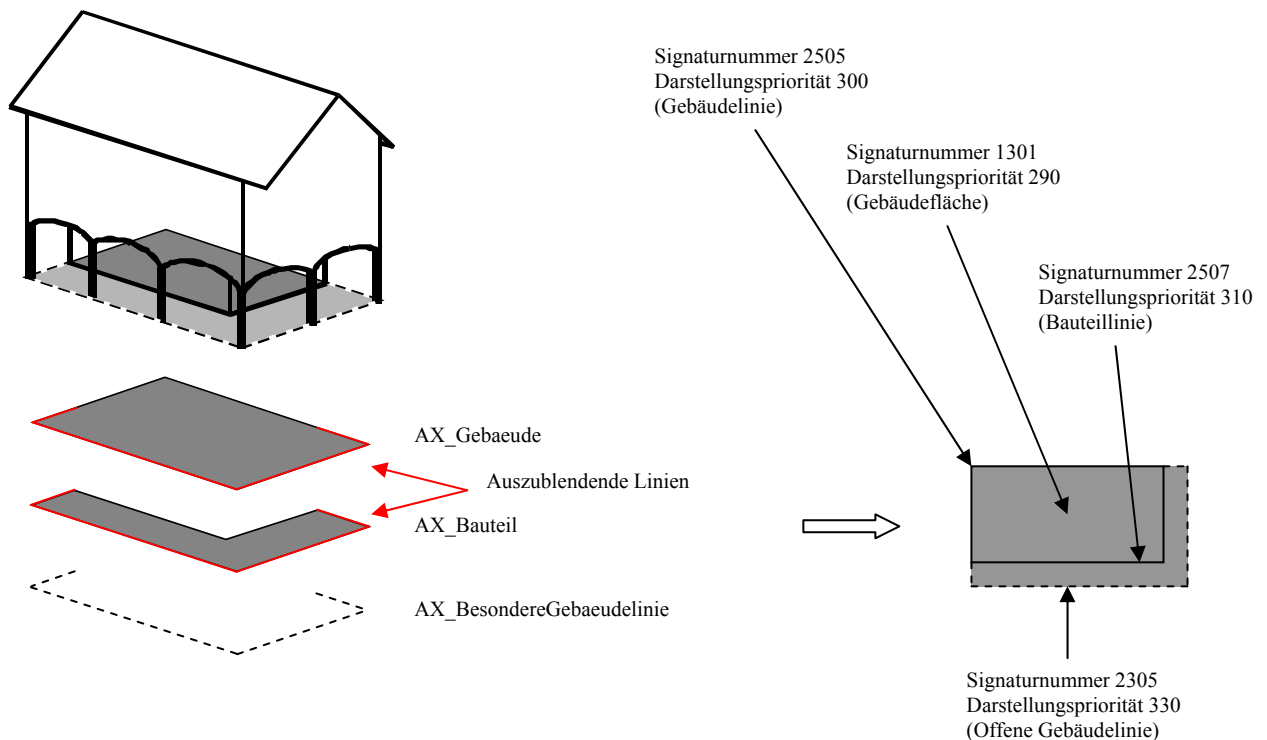 Signaturnummer 2505
Darstellungspriorität 300
(Gebäudelinie)
Signaturnummer 1301
Darstellungspriorität 290
(Gebäudefläche)
Signaturnummer 2507
Darstellungspriorität 310
(Bauteillinie)
AX_Gebaeude
Auszublendende Linien
AX_Bauteil
AX_BesondereGebaeudelinie
Signaturnummer 2305
Darstellungspriorität 330
(Offene Gebäudelinie)